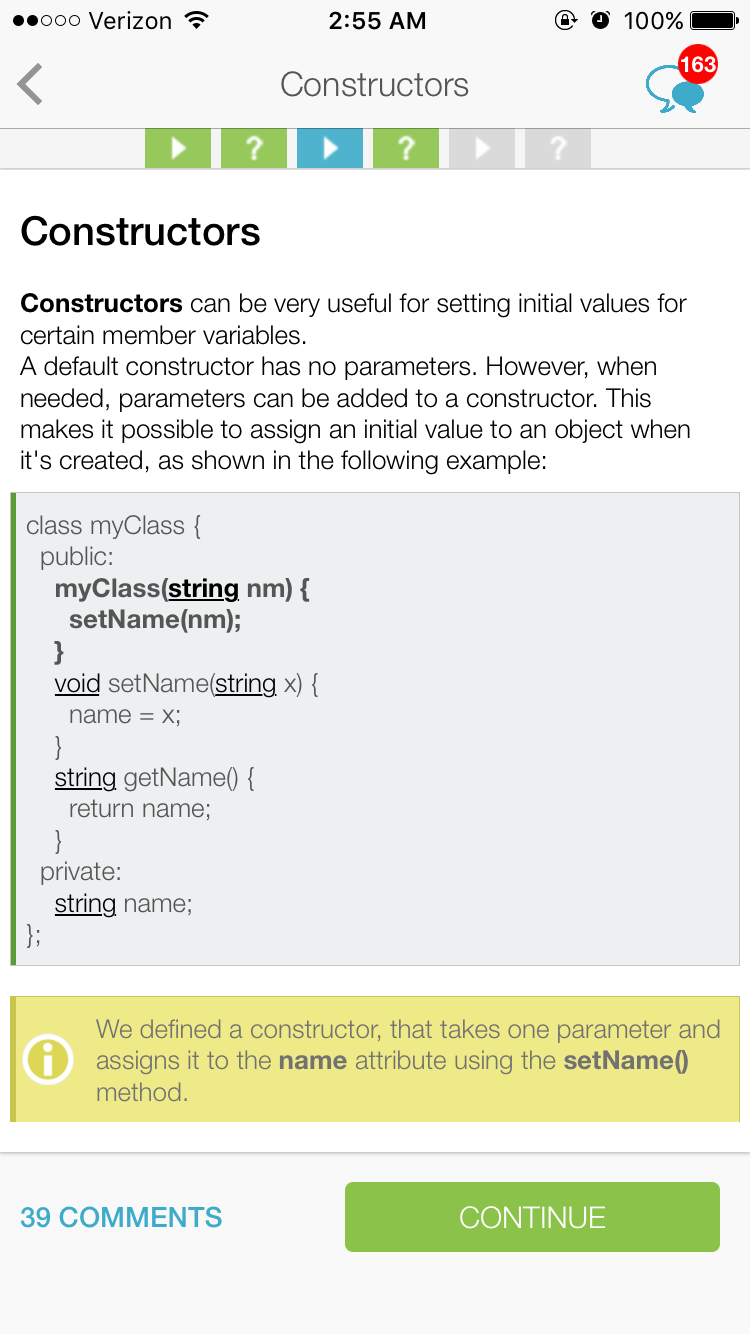 Verizon 2:55 AM 100%
Constructors 163
? ? ?
Constructors
Constructors can be very useful for setting initial values for
certain member variables.
A default constructor has no parameters. However, when
needed, parameters can be added to a constructor. This
makes it possible to assign an initial value to an object when
it's created, as shown in the following example:
class myClass {
public:
myClass(string nm) {
setName(nm);
}
void setName(string x) {
name = x;
}
string getName() {
return name;
}
private:
string name;
};
We defined a constructor, that takes one parameter and
assigns it to the name attribute using the setName()
method.
39 COMMENTS CONTINUE